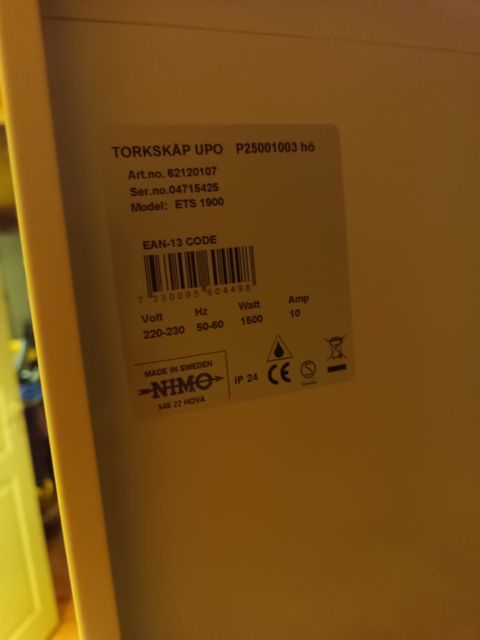 TORKSKÅP UPO P25001003 hö
Art.no. 62120107
Ser.no.04715425
Model: ETS 1900
EAN-13 CODE
7 330095 604498
Volt Hz Watt Amp
220-230 50-60 1500 10
MADE IN SWEDEN
NIMO
548 22 HOVA
IP 24
CE
S